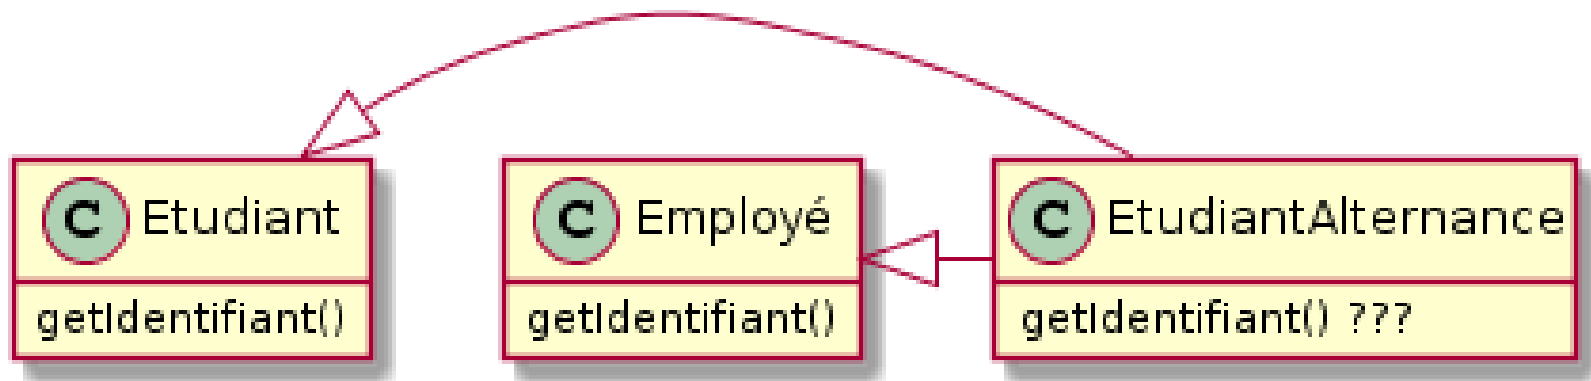 C Etudiant
getIdentifiant()
C Employé
getIdentifiant()
C EtudiantAlternance
getIdentifiant() ???